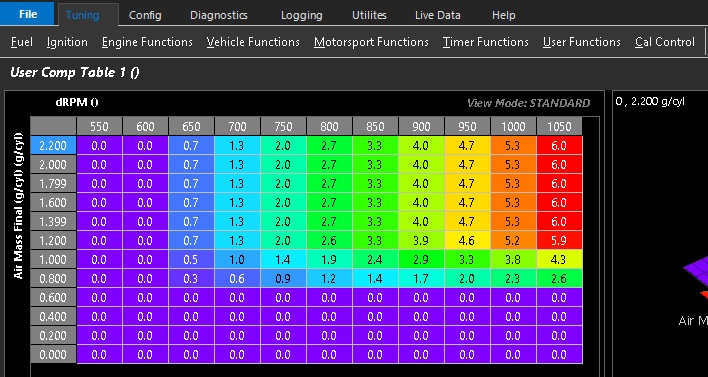 File Tuning Config Diagnostics Logging Utilites Live Data Help
Fuel Ignition Engine Functions Vehicle Functions Motorsport Functions Timer Functions User Functions Cal Control
User Comp Table 1 ()
dRPM () View Mode: STANDARD
0 , 2.200 g/cyl
Air Mass Final (g/cyl) (g/cyl)
550 600 650 700 750 800 850 900 950 1000 1050
2.200 0.0 0.0 0.7 1.3 2.0 2.7 3.3 4.0 4.7 5.3 6.0
2.000 0.0 0.0 0.7 1.3 2.0 2.7 3.3 4.0 4.7 5.3 6.0
1.799 0.0 0.0 0.7 1.3 2.0 2.7 3.3 4.0 4.7 5.3 6.0
1.600 0.0 0.0 0.7 1.3 2.0 2.7 3.3 4.0 4.7 5.3 6.0
1.399 0.0 0.0 0.7 1.3 2.0 2.7 3.3 4.0 4.7 5.3 6.0
1.200 0.0 0.0 0.7 1.3 2.0 2.6 3.3 3.9 4.6 5.2 5.9
1.000 0.0 0.0 0.5 1.0 1.4 1.9 2.4 2.9 3.3 3.8 4.3
0.800 0.0 0.0 0.3 0.6 0.9 1.2 1.4 1.7 2.0 2.3 2.6
0.600 0.0 0.0 0.0 0.0 0.0 0.0 0.0 0.0 0.0 0.0 0.0
0.400 0.0 0.0 0.0 0.0 0.0 0.0 0.0 0.0 0.0 0.0 0.0
0.200 0.0 0.0 0.0 0.0 0.0 0.0 0.0 0.0 0.0 0.0 0.0
0.000 0.0 0.0 0.0 0.0 0.0 0.0 0.0 0.0 0.0 0.0 0.0
Air M